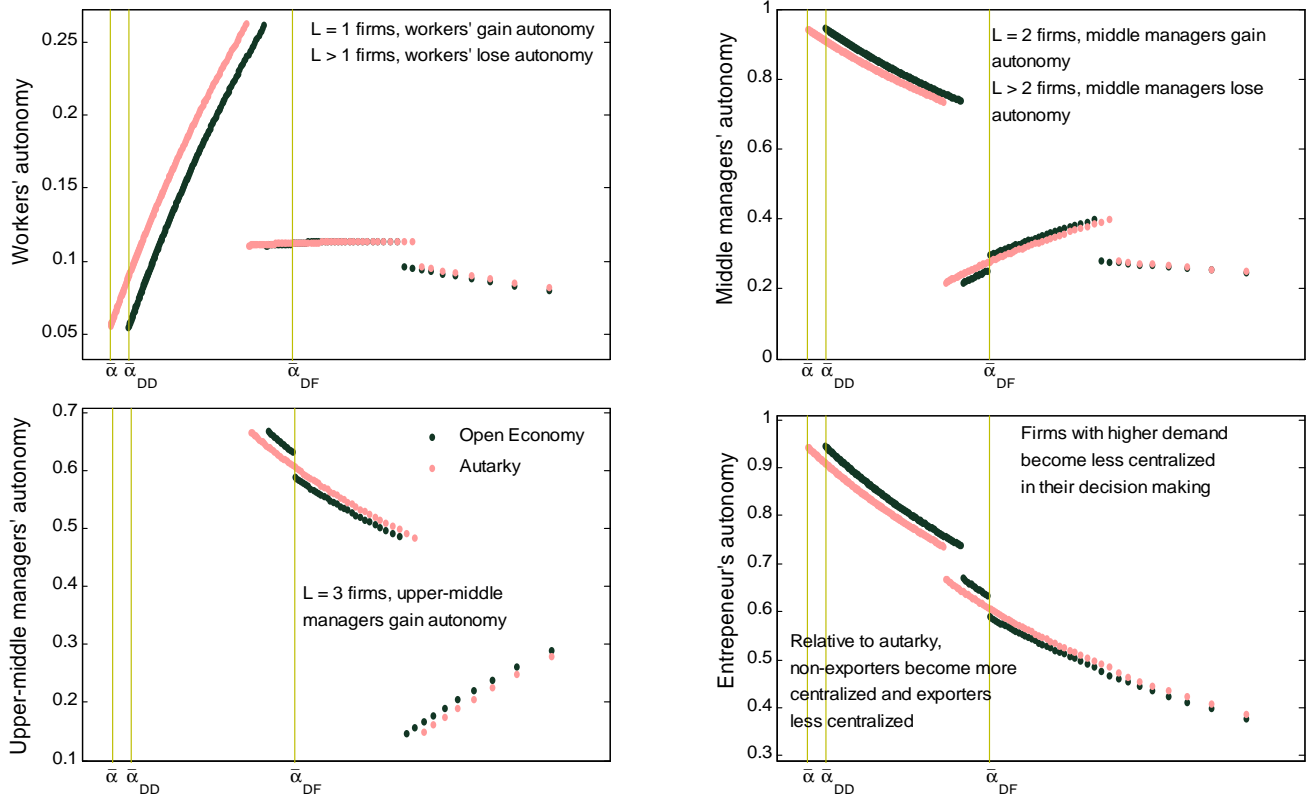 Workers' autonomy
0.25
0.2
0.15
0.1
0.05
L = 1 firms, workers' gain autonomy
L > 1 firms, workers' lose autonomy
ᾱ
ᾱDD
ᾱDF
Middle managers' autonomy
1
0.8
0.6
0.4
0.2
0
L = 2 firms, middle managers gain
autonomy
L > 2 firms, middle managers lose
autonomy
ᾱ
ᾱDD
ᾱDF
Upper-middle managers' autonomy
0.7
0.6
0.5
0.4
0.3
0.2
0.1
Open Economy
Autarky
L = 3 firms, upper-middle
managers gain autonomy
ᾱ
ᾱDD
ᾱDF
Entrepeneur's autonomy
1
0.9
0.8
0.7
0.6
0.5
0.4
0.3
Firms with higher demand
become less centralized
in their decision making
Relative to autarky,
non-exporters become more
centralized and exporters
less centralized
ᾱ
ᾱDD
ᾱDF